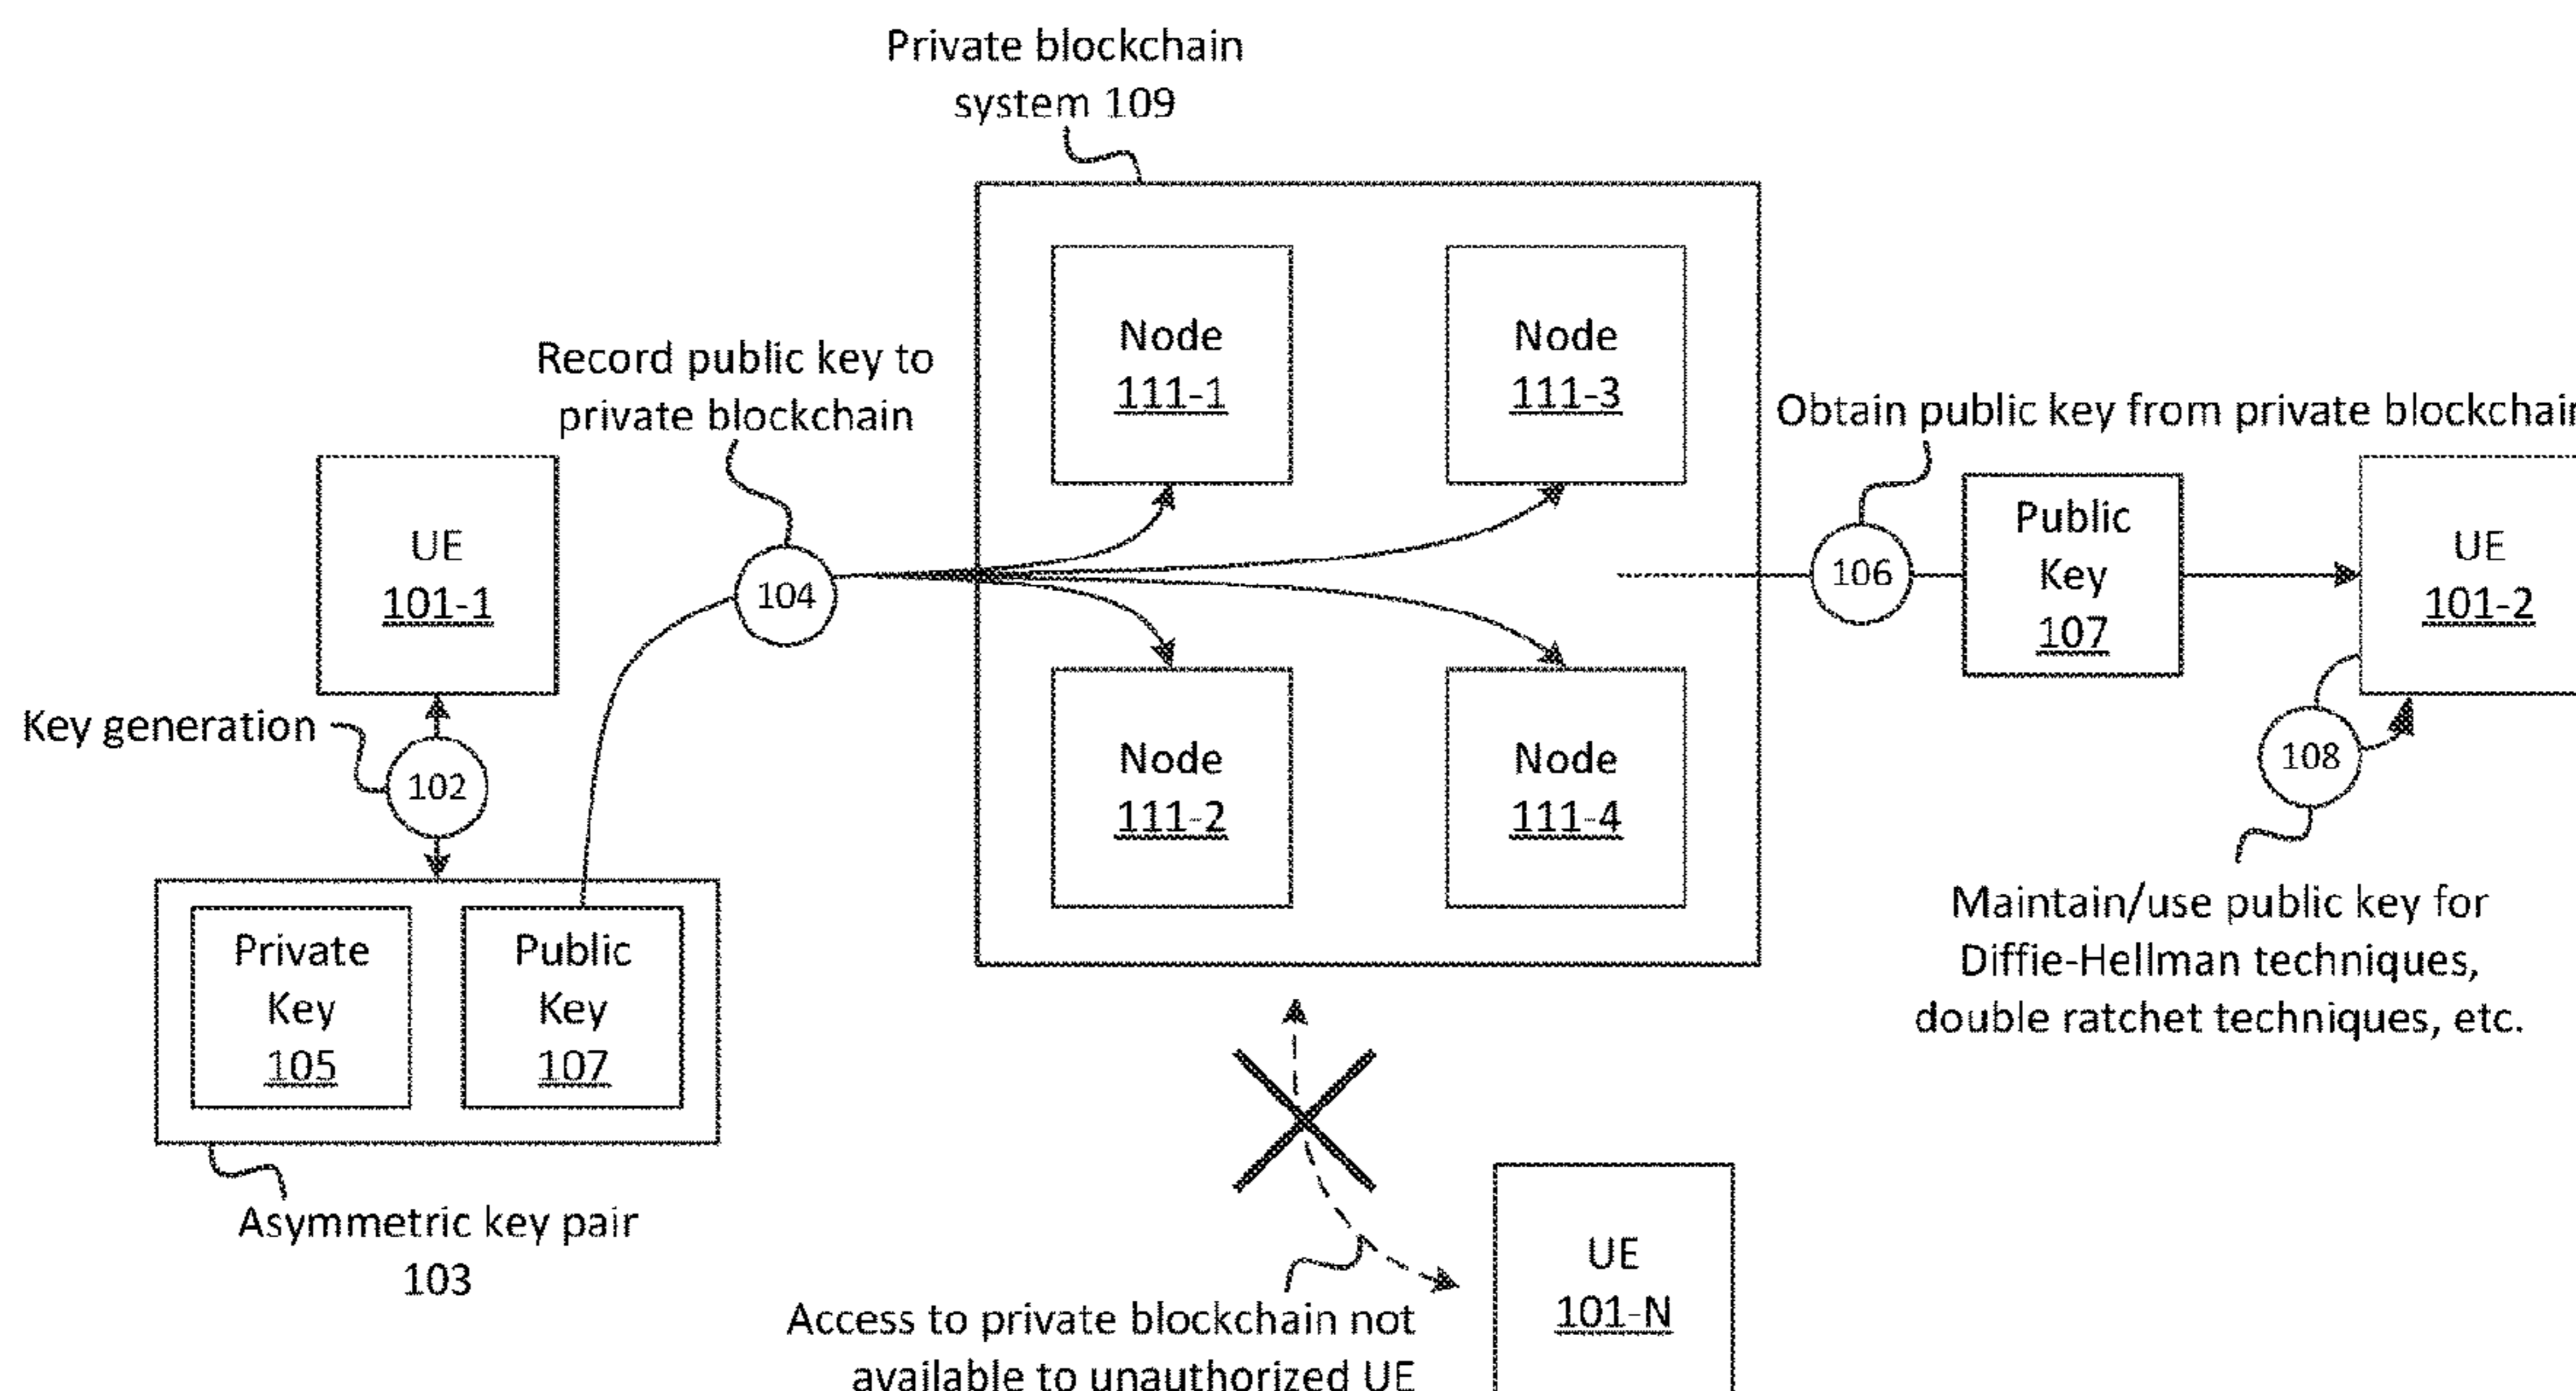 Private blockchain
system 109
Node
111-1
Node
111-3
Record public key to
private blockchain
Obtain public key from private blockchain
UE
101-1
104
106
Public
Key
107
UE
101-2
Key generation
102
Node
111-2
Node
111-4
108
Private
Key
105
Public
Key
107
Maintain/use public key for
Diffie-Hellman techniques,
double ratchet techniques, etc.
Asymmetric key pair
103
UE
101-N
Access to private blockchain not
available to unauthorized UE